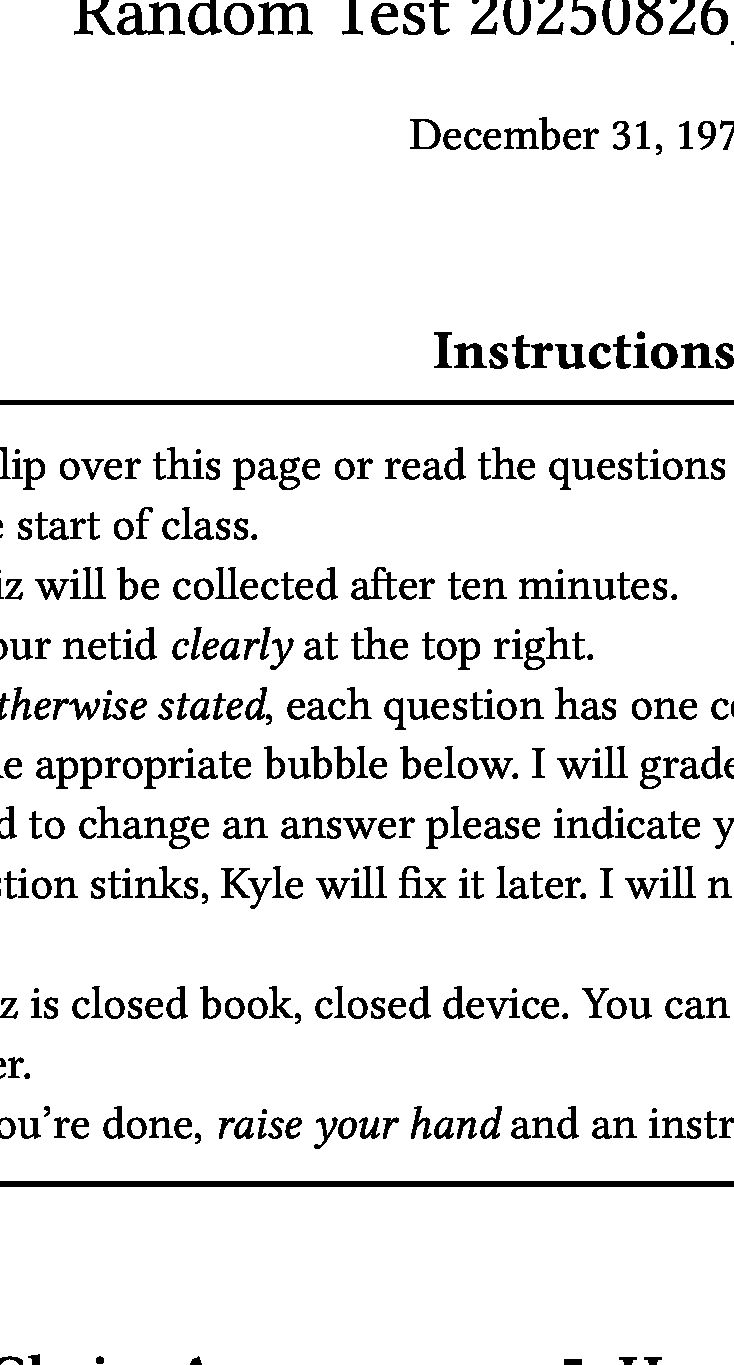 Random Test 20250826
December 31, 197
Instructions
lip over this page or read the questions
start of class.
iz will be collected after ten minutes.
our netid clearly at the top right.
therwise stated, each question has one c
e appropriate bubble below. I will grade
d to change an answer please indicate y
tion stinks, Kyle will fix it later. I will n
z is closed book, closed device. You can
er.
ou're done, raise your hand and an instr